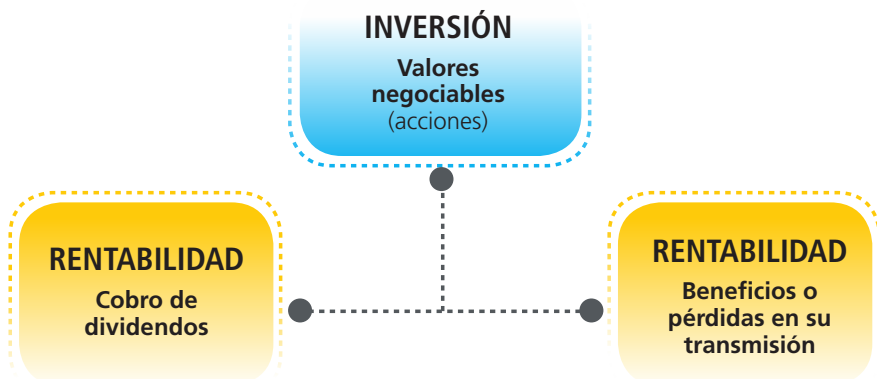 INVERSIÓN
Valores
negociables
(acciones)
RENTABILIDAD
Cobro de
dividendos
RENTABILIDAD
Beneficios o
pérdidas en su
transmisión